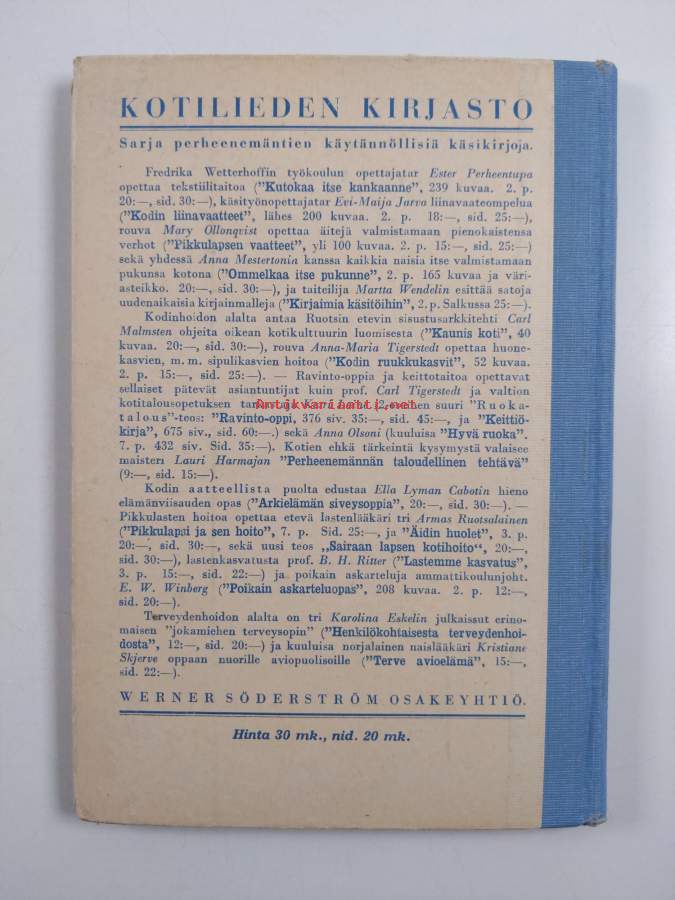 KOTILIEDEN KIRJASTO
Sarja perheenemäntien käytännöllisiä käsikirjoja.
Fredrika Wetterhoffin työkoulun opettajatar Ester Perheentupa
opettaa tekstiilitaitoa ("Kutokaa itse kankaanne", 239 kuvaa. 2. p.
20:—, sid. 30:—), käsityönopettajatar Evi-Maija Jarva liinavaateompelua
("Kodin liinavaatteet", lähes 200 kuvaa. 2. p. 18:—, sid. 25:—),
rouva Mary Ollonqvist opettaa äitejä valmistamaan pienokaistensa
verhot ("Pikkulapsen vaatteet", yli 100 kuvaa. 2. p. 15:—, sid. 25:—)
sekä yhdessä Anna Mestertonin kanssa kaikkia naisia itse valmistamaan
pukunsa kotona ("Ommelkaa itse pukunne", 2. p. 165 kuvaa ja väri-
asteikko. 20:—, sid. 30:—), ja taiteilija Martta Wendelin esittää satoja
uudenaikaisia kirjainmalleja ("Kirjaimia käsitöihin", 2. p. Salkussa 25:—).
Kodinhoidon alalta antaa Ruotsin etevin sisustusarkkitehti Carl
Malmsten ohjeita oikean kotikulttuurin luomisesta ("Kaunis koti", 40
kuvaa. 20:—, sid. 30:—), rouva Anna-Maria Tigerstedt opettaa huone-
kasvien, m. m. sipulikasvien hoitoa ("Kodin ruukkukasvit", 52 kuvaa.
2. p. 15:—, sid. 25:—). — Ravinto-oppia ja keittotaitoa opettavat
sellaiset pätevät asiantuntijat kuin prof. Carl Tigerstedt ja valtion
kotitalousopetuksen
Antikvariaatti.net
suuri "Ruoka-
talous"-teos: "Ravinto-oppi, 376 siv. 35:—, sid. 45:—, ja "Keittiö-
kirja", 675 siv., sid. 60:—.) sekä Anna Olsoni (kuuluisa "Hyvä ruoka".
7. p. 432 siv. Sid. 35:—). Kotien ehkä tärkeintä kysymystä valaisee
maisteri Lauri Harmajan "Perheenemännän taloudellinen tehtävä"
(9:—, sid. 15:—).
Kodin aatteellista puolta edustaa Ella Lyman Cabotin hieno
elämänviisauden opas ("Arkielämän siveysoppia", 20:—, sid. 30:—). —
Pikkulasten hoitoa opettaa etevä lastenlääkäri tri Armas Ruotsalainen
("Pikkulapsi ja sen hoito", 7. p. Sid. 25:—, ja "Äidin huolet", 3. p.
20:—, sid. 30:—, sekä uusi teos „Sairaan lapsen kotihoito“, 20:—,
sid. 30:—), lastenkasvatusta prof. B. H. Ritter ("Lastemme kasvatus",
3. p. 15:—, sid. 22:—) ja poikain askarteluja ammattikoulunjoht.
E. W. Winberg ("Poikain askarteluopas", 208 kuvaa. 2. p. 12:—,
sid. 20:—).
Terveydenhoidon alalta on tri Karolina Eskelin julkaissut erino-
maisen "jokamiehen terveysopin" ("Henkilökohtaisesta terveydenhoi-
dosta", 12:—, sid. 20:—) ja kuuluisa norjalainen naislääkäri Kristiane
Skjerve oppaan nuorille aviopuolisoille ("Terve avioelämä", 15:—,
sid. 22:—).
WERNER SÖDERSTRÖM OSAKEYHTIÖ.
Hinta 30 mk., nid. 20 mk.